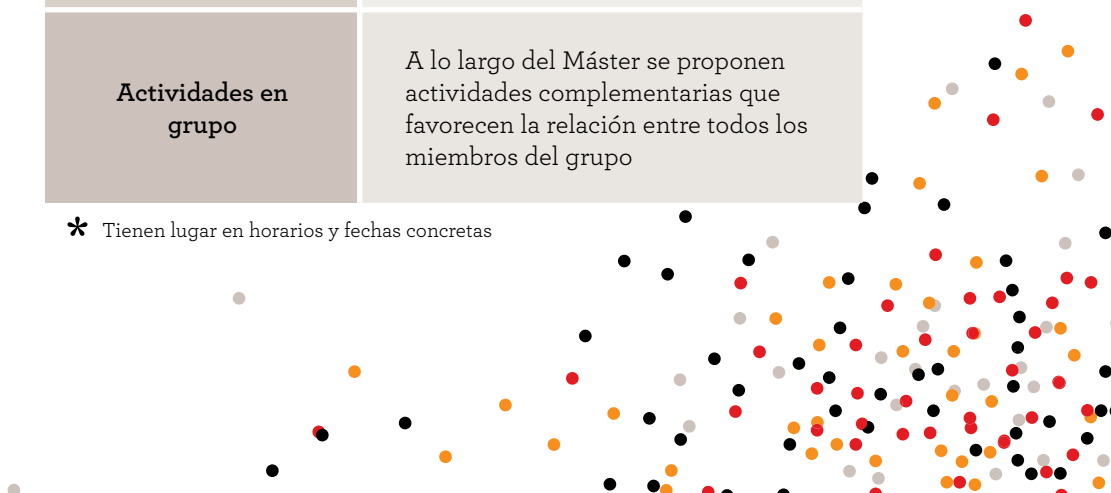 Actividades en
grupo
A lo largo del Máster se proponen
actividades complementarias que
favorecen la relación entre todos los
miembros del grupo
* Tienen lugar en horarios y fechas concretas